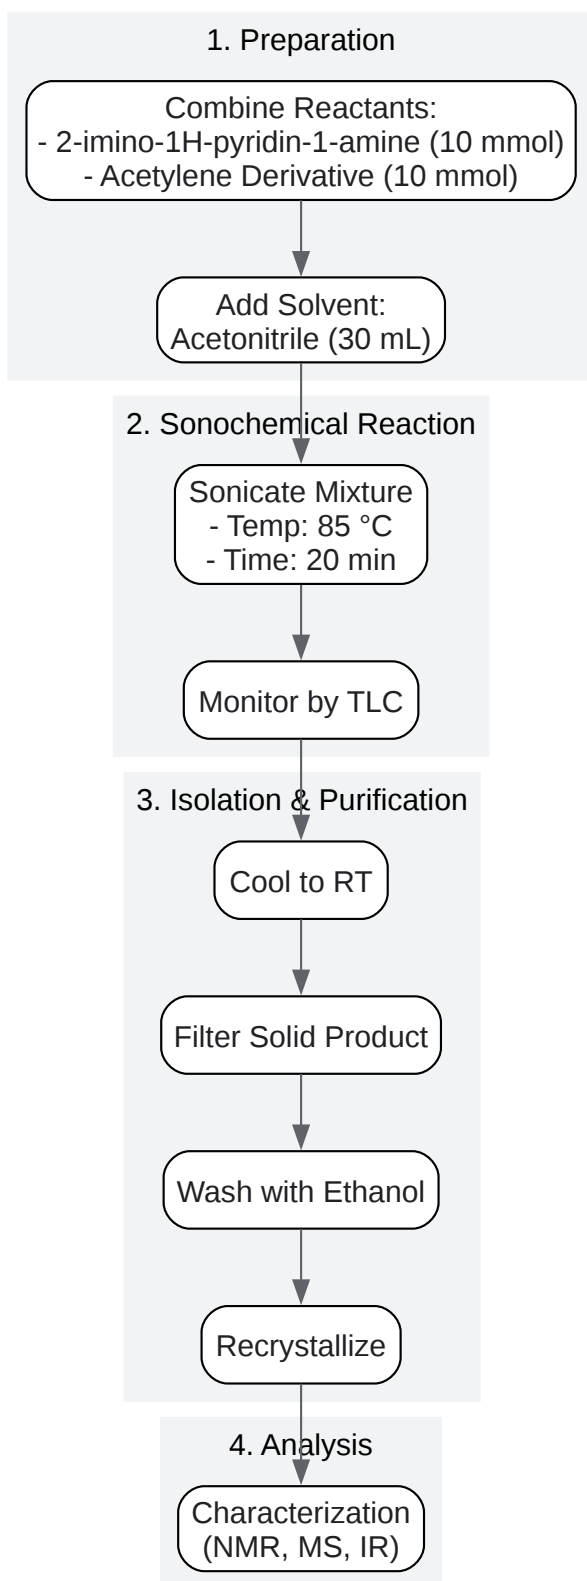 1. Preparation
Combine Reactants:
- 2-imino-1H-pyridin-1-amine (10 mmol)
- Acetylene Derivative (10 mmol)
Add Solvent:
Acetonitrile (30 mL)
2. Sonochemical Reaction
Sonicate Mixture
- Temp: 85 °C
- Time: 20 min
Monitor by TLC
3. Isolation & Purification
Cool to RT
Filter Solid Product
Wash with Ethanol
Recrystallize
4. Analysis
Characterization
(NMR, MS, IR)